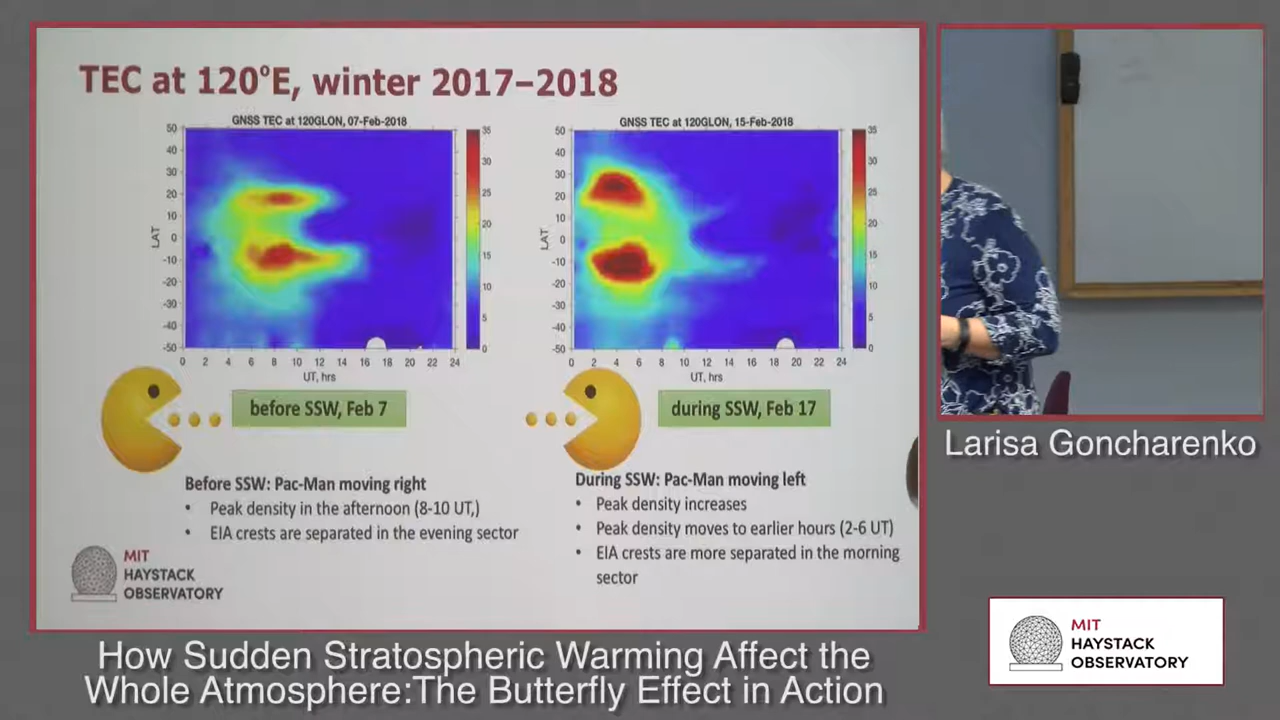 TEC at 120°E, winter 2017–2018
GNSS TEC at 120GLON, 07-Feb-2018
50
40
30
20
10
0
-10
-20
-30
-40
-50
LAT
0 2 4 6 8 10 12 14 16 18 20 22 24
UT, hrs
35
30
25
20
15
10
5
0
GNSS TEC at 120GLON, 15-Feb-2018
50
40
30
20
10
0
-10
-20
-30
-40
-50
LAT
0 2 4 6 8 10 12 14 16 18 20 22 24
UT, hrs
35
30
25
20
15
10
5
0
before SSW, Feb 7
during SSW, Feb 17
Before SSW: Pac-Man moving right
• Peak density in the afternoon (8-10 UT,)
• EIA crests are separated in the evening sector
During SSW: Pac-Man moving left
• Peak density increases
• Peak density moves to earlier hours (2-6 UT)
• EIA crests are more separated in the morning
sector
MIT
HAYSTACK
OBSERVATORY
Larisa Goncharenko
How Sudden Stratospheric Warming Affect the
Whole Atmosphere:The Butterfly Effect in Action
MIT
HAYSTACK
OBSERVATORY